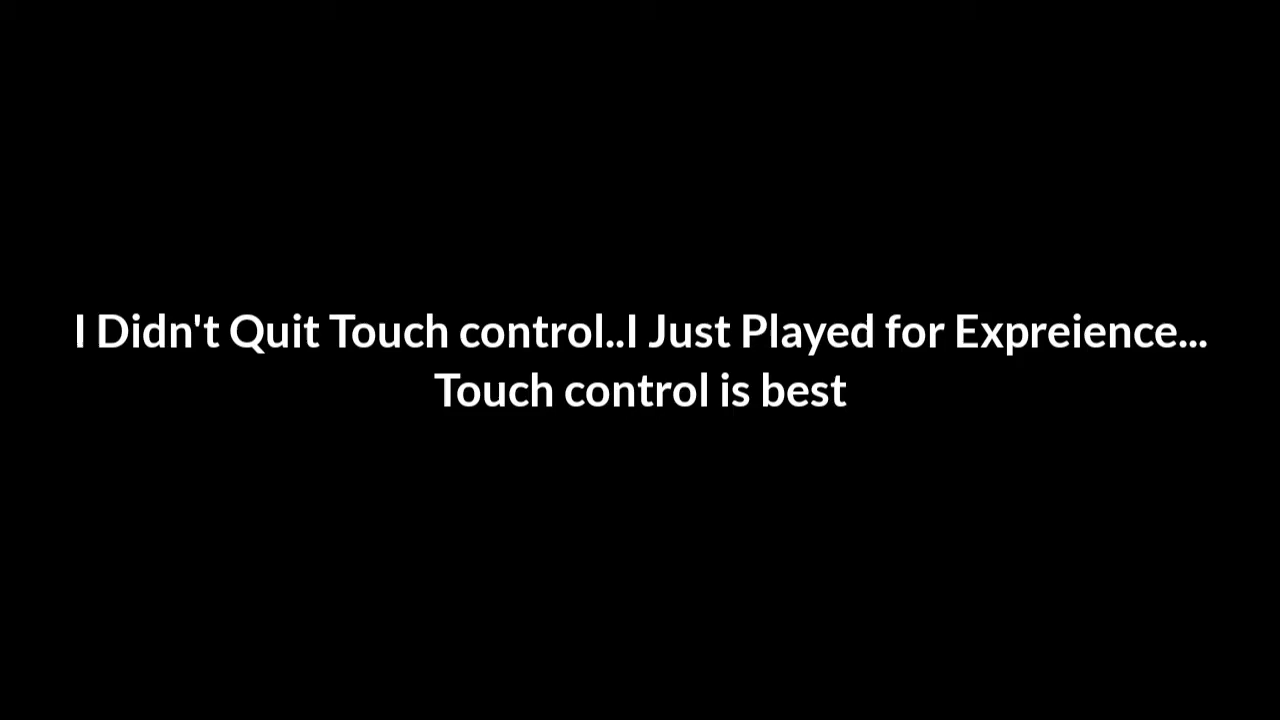 I Didn't Quit Touch control..I Just Played for Expreience...
Touch control is best